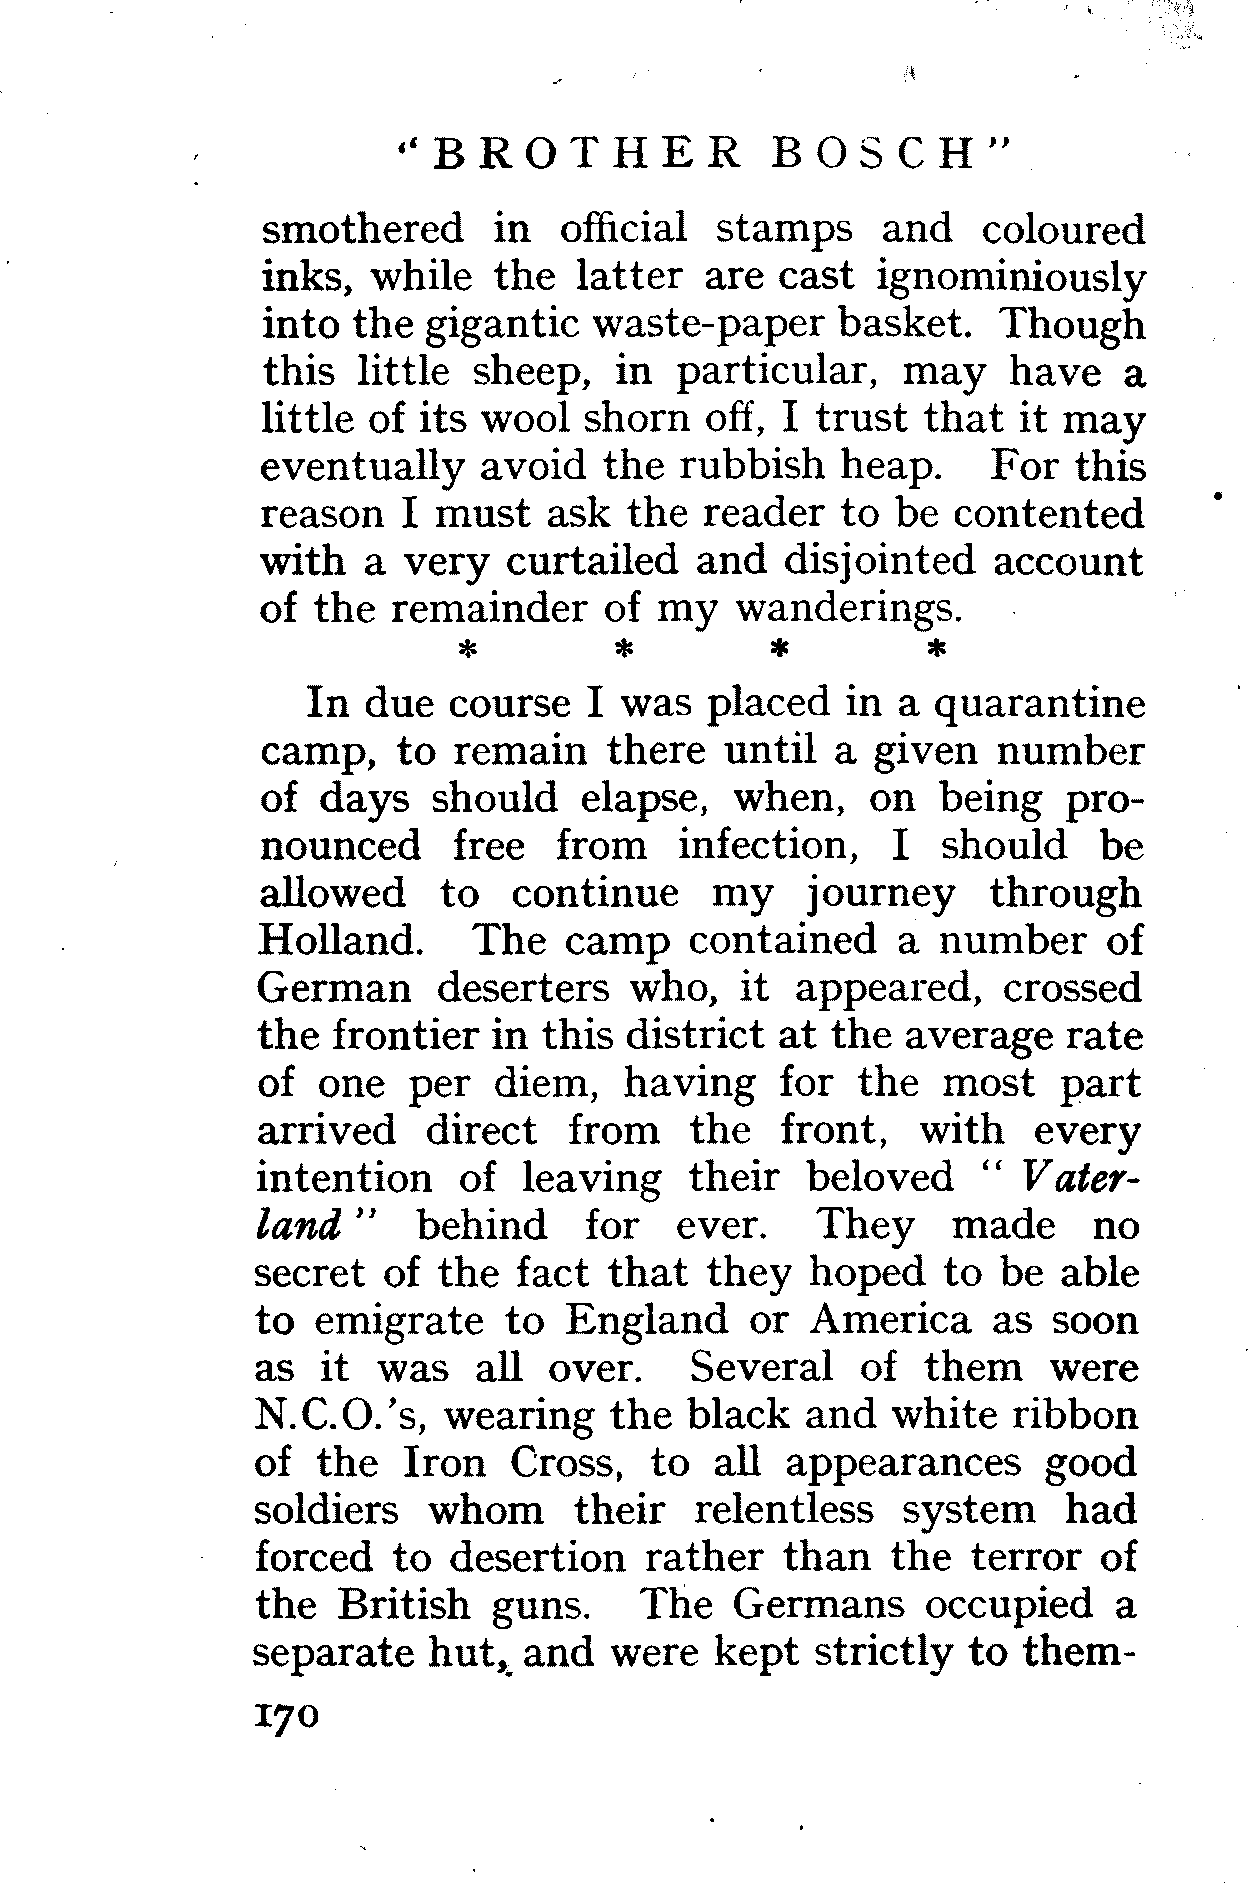 "BROTHER BOSCH"
smothered in official stamps and coloured
inks, while the latter are cast ignominiously
into the gigantic waste-paper basket. Though
this little sheep, in particular, may have a
little of its wool shorn off, I trust that it may
eventually avoid the rubbish heap. For this
reason I must ask the reader to be contented
with a very curtailed and disjointed account
of the remainder of my wanderings.
* * * *
In due course I was placed in a quarantine
camp, to remain there until a given number
of days should elapse, when, on being pro-
nounced free from infection, I should be
allowed to continue my journey through
Holland. The camp contained a number of
German deserters who, it appeared, crossed
the frontier in this district at the average rate
of one per diem, having for the most part
arrived direct from the front, with every
intention of leaving their beloved "Vater-
land" behind for ever. They made no
secret of the fact that they hoped to be able
to emigrate to England or America as soon
as it was all over. Several of them were
N.C.O.'s, wearing the black and white ribbon
of the Iron Cross, to all appearances good
soldiers whom their relentless system had
forced to desertion rather than the terror of
the British guns. The Germans occupied a
separate hut, and were kept strictly to them-
170